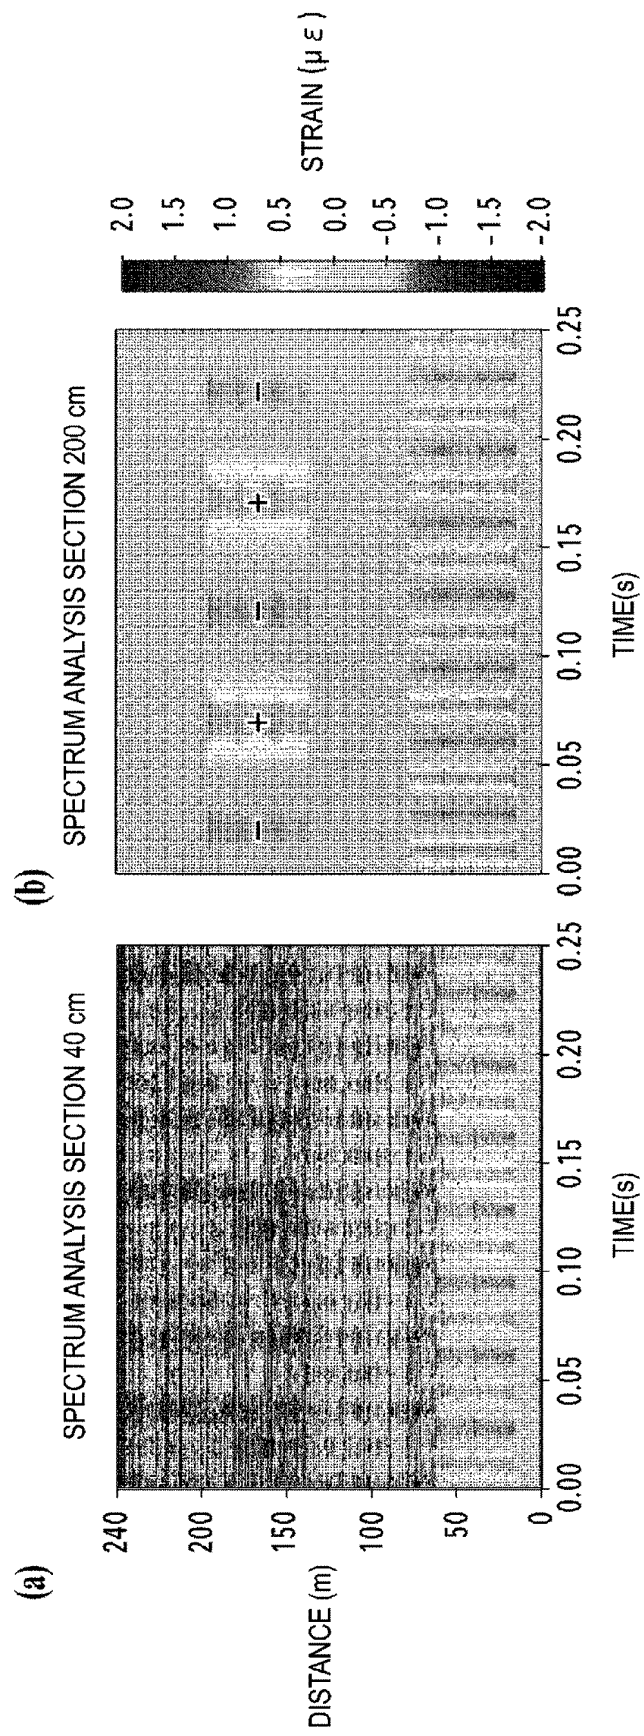 (a)
SPECTRUM ANALYSIS SECTION 40 cm
240
200
150
100
50
0
DISTANCE (m)
0.00 0.05 0.10 0.15 0.20 0.25
TIME(s)
(b)
SPECTRUM ANALYSIS SECTION 200 cm
− + − + −
0.00 0.05 0.10 0.15 0.20 0.25
TIME(s)
2.0
1.5
1.0
0.5
0.0
-0.5
-1.0
-1.5
-2.0
STRAIN (μ ε)